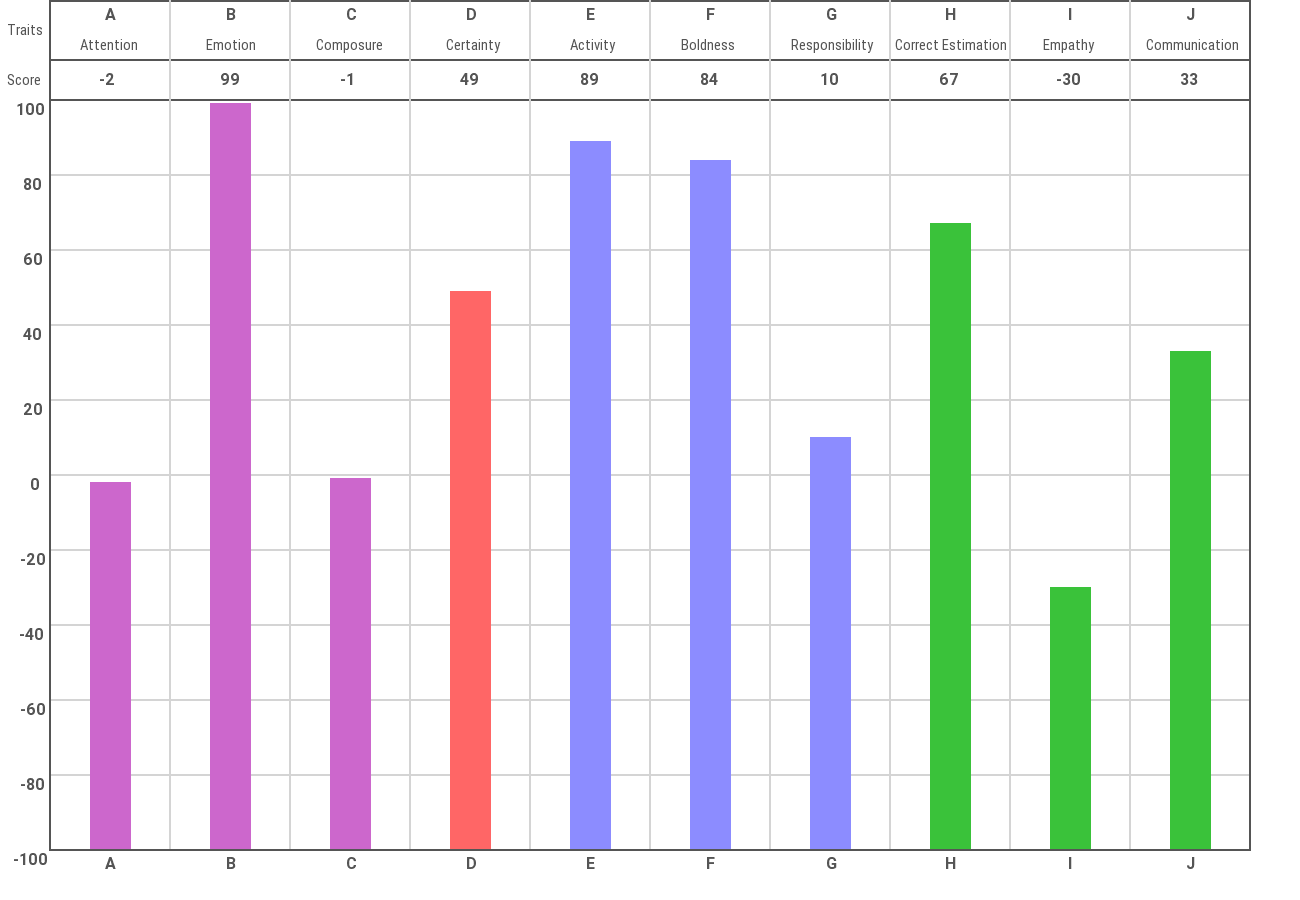 A B C D E F G H I J
Traits
Attention Emotion Composure Certainty Activity Boldness Responsibility Correct Estimation Empathy Communication
Score -2 99 -1 49 89 84 10 67 -30 33
100
80
60
40
20
0
-20
-40
-60
-80
-100
A B C D E F G H I J